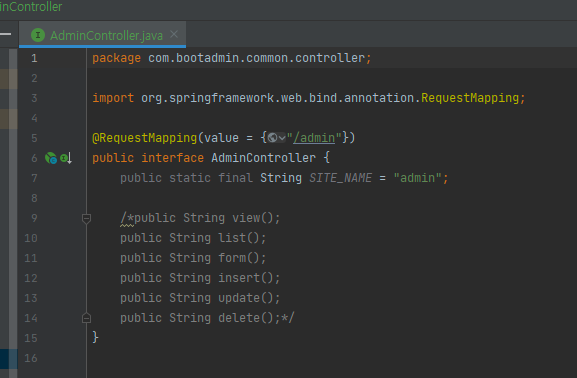 inController
AdminController.java
1 package com.bootadmin.common.controller;
2
3 import org.springframework.web.bind.annotation.RequestMapping;
4
5 @RequestMapping(value = {"/admin"})
6 public interface AdminController {
7 public static final String SITE_NAME = "admin";
8
9 /*public String view();
10 public String list();
11 public String form();
12 public String insert();
13 public String update();
14 public String delete();*/
15 }
16